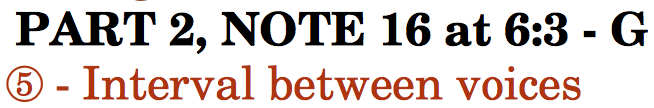 PART 2, NOTE 16 at 6:3 - G
⑤ - Interval between voices